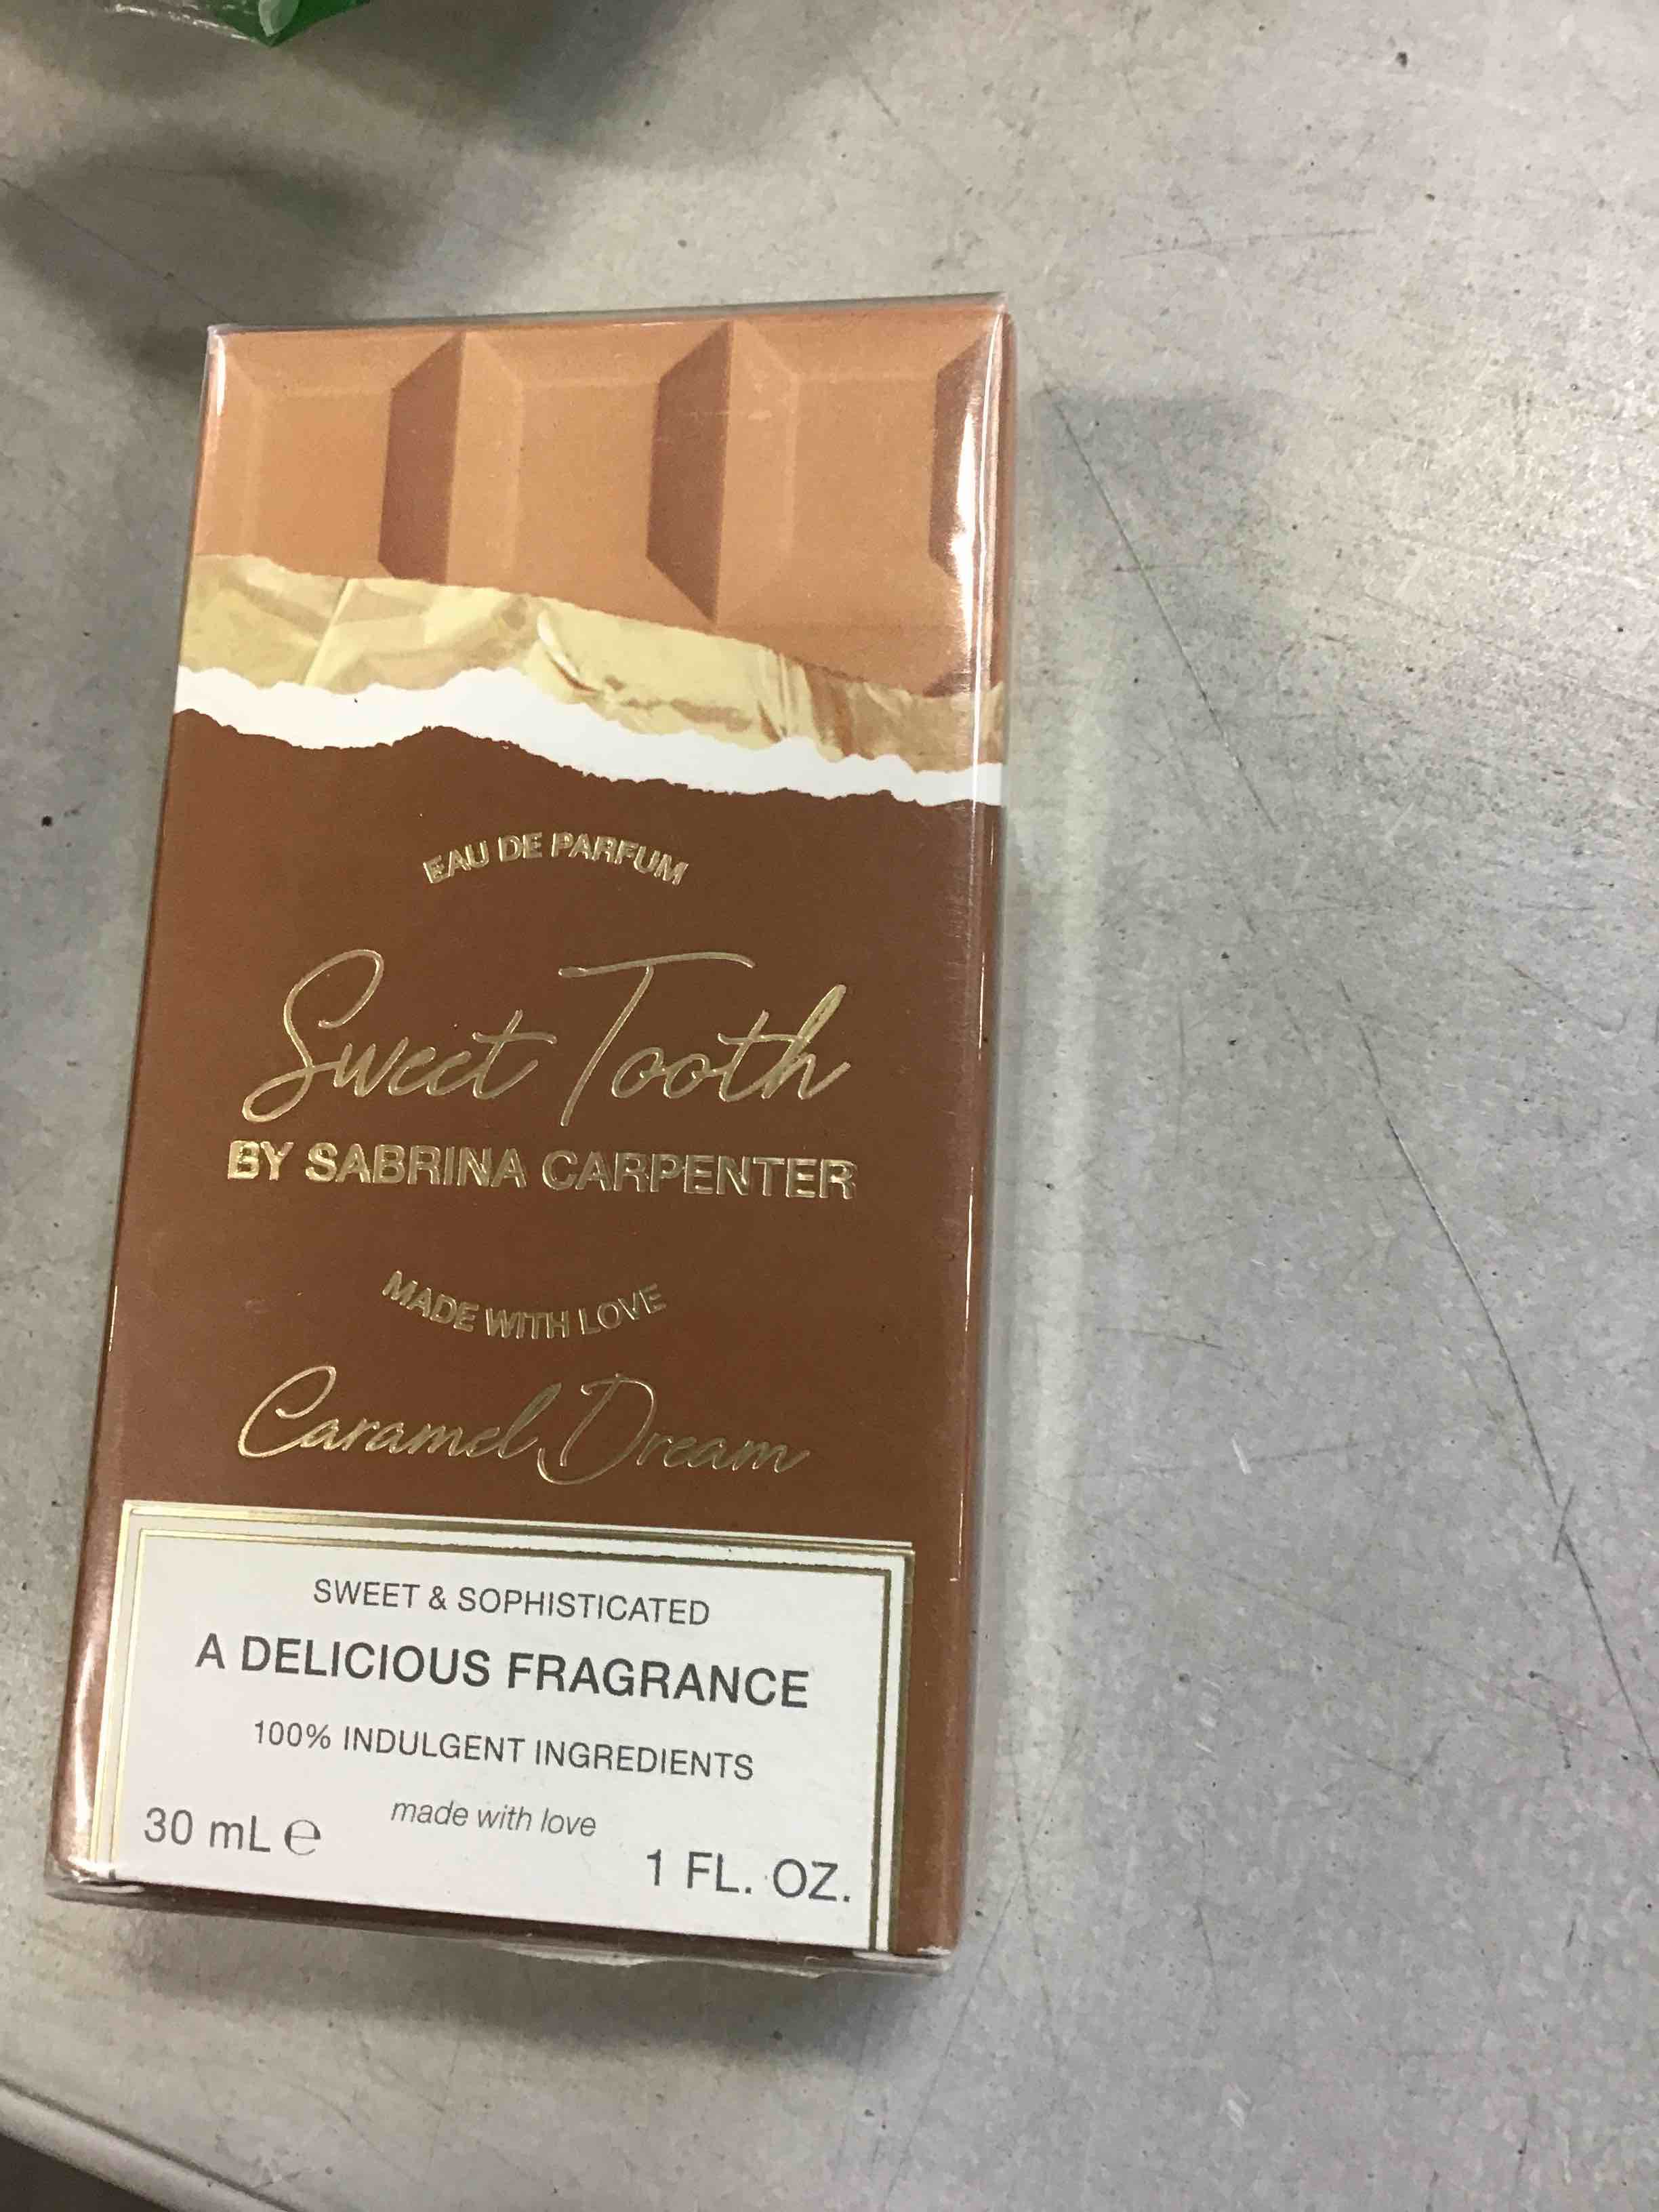 EAU DE PARFUM
Sweet Tooth
BY SABRINA CARPENTER
MADE WITH LOVE
Caramel Dream
SWEET & SOPHISTICATED
A DELICIOUS FRAGRANCE
100% INDULGENT INGREDIENTS
made with love
30 mL ℮
1 FL. OZ.